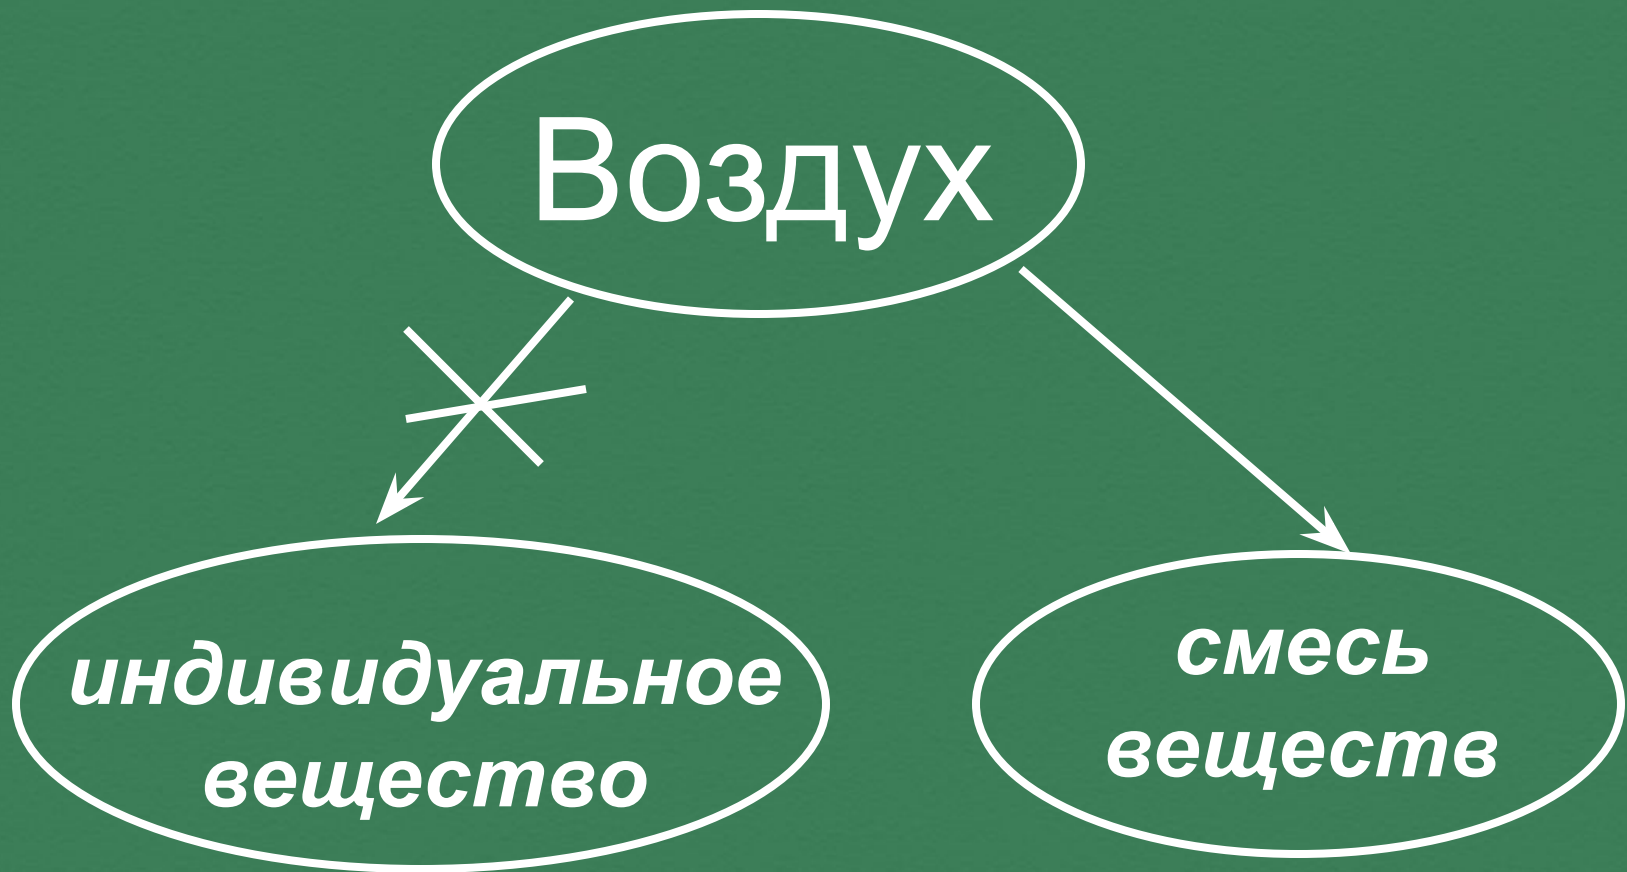 Воздух
индивидуальное
вещество
смесь
веществ